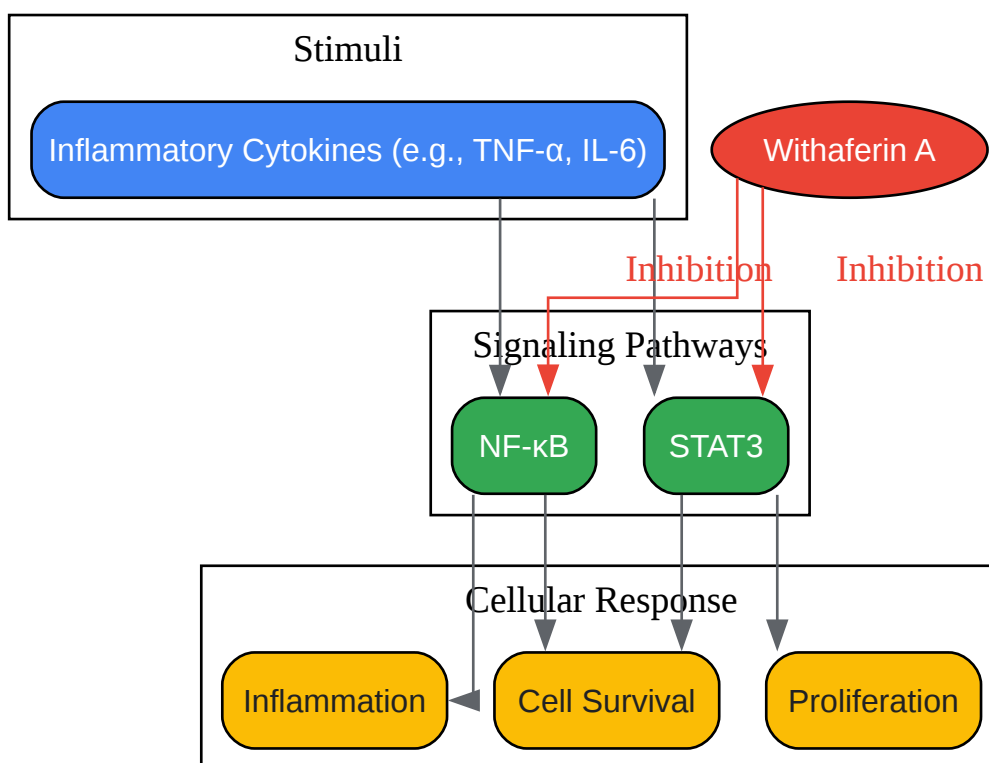 Stimuli
Inflammatory Cytokines (e.g., TNF-α, IL-6)
Withaferin A
Inhibition
Inhibition
Signaling Pathways
NF-κB
STAT3
Cellular Response
Inflammation
Cell Survival
Proliferation